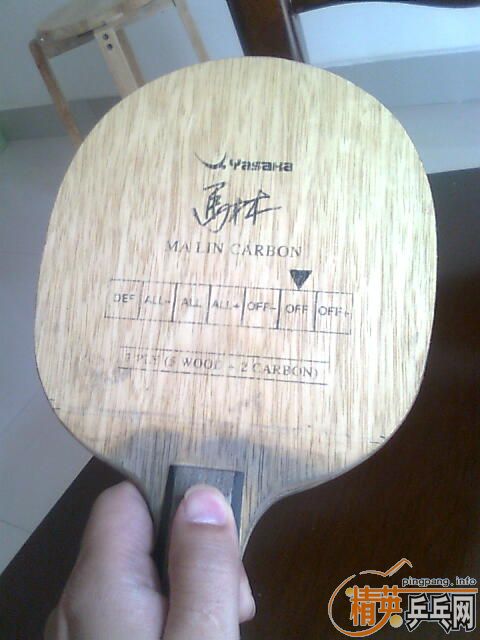 Yasaka
馬林
MA LIN CARBON
DEF ALL- ALL ALL+ OFF- OFF OFF+
7 PLY (5 WOOD + 2 CARBON)
pingpang.info
精英乒乓网